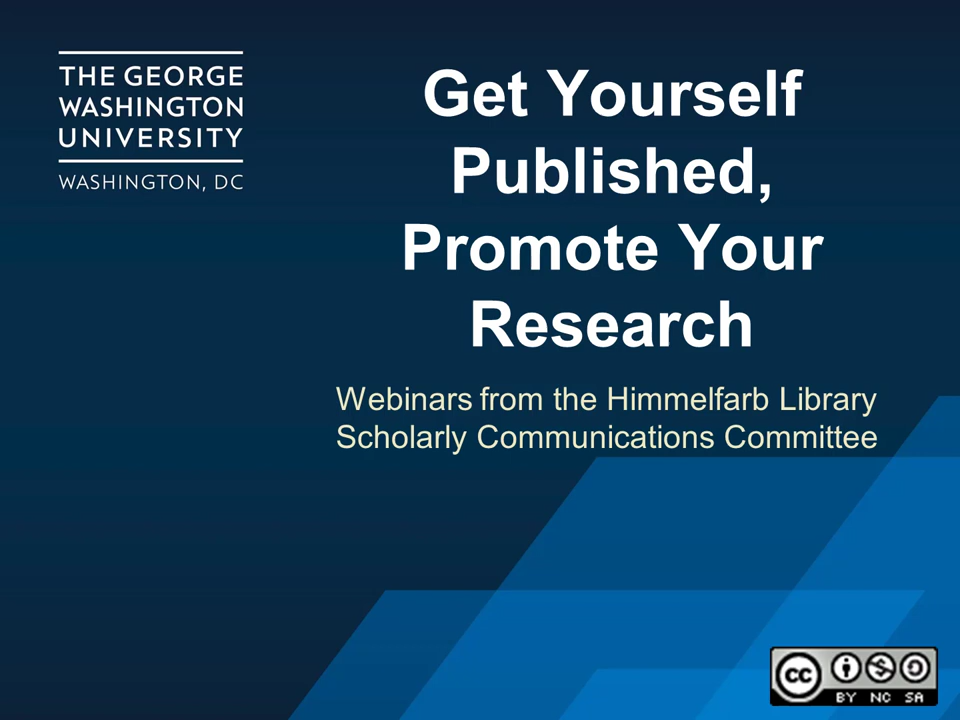 THE GEORGE
WASHINGTON
UNIVERSITY
WASHINGTON, DC
Get Yourself
Published,
Promote Your
Research
Webinars from the Himmelfarb Library
Scholarly Communications Committee
cc
BY NC SA